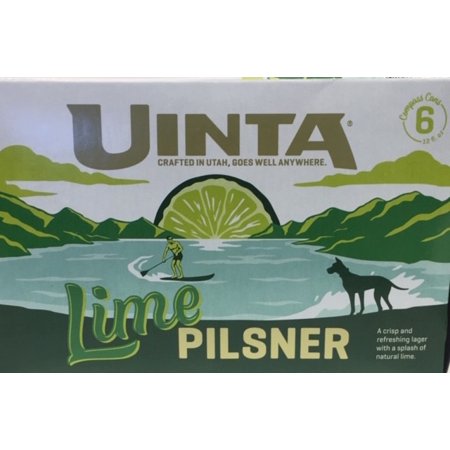 UINTA®
CRAFTED IN UTAH, GOES WELL ANYWHERE.
Compass Cans
6
12 fl oz
Lime
PILSNER
A crisp and
refreshing lager
with a splash of
natural lime.